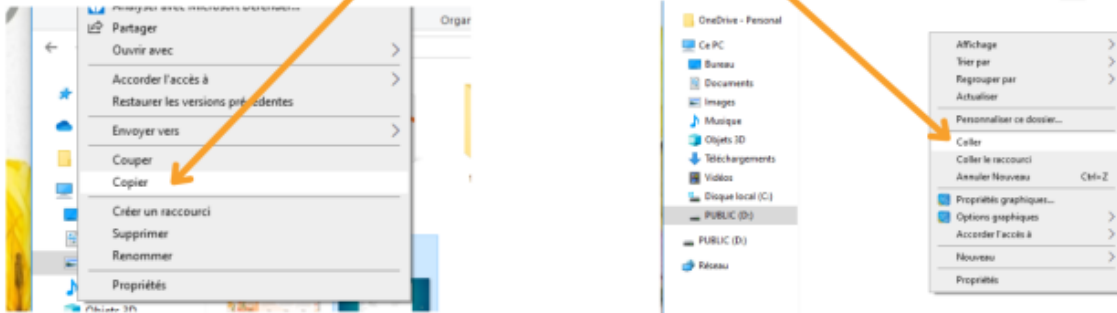 Analyser avec Microsoft Defender...
Partager
Ouvrir avec
Accorder l'accès à
Restaurer les versions précédentes
Envoyer vers
Couper
Copier
Créer un raccourci
Supprimer
Renommer
Propriétés
Objets 3D
Organ
OneDrive - Personal
Ce PC
Bureau
Documents
Images
Musique
Objets 3D
Téléchargements
Vidéos
Disque local (C:)
PUBLIC (D:)
PUBLIC (D:)
Réseau
Affichage
Trier par
Regrouper par
Actualiser
Personnaliser ce dossier...
Coller
Coller le raccourci
Annuler Nouveau Ctrl+Z
Propriétés graphiques...
Options graphiques
Accorder l'accès à
Nouveau
Propriétés